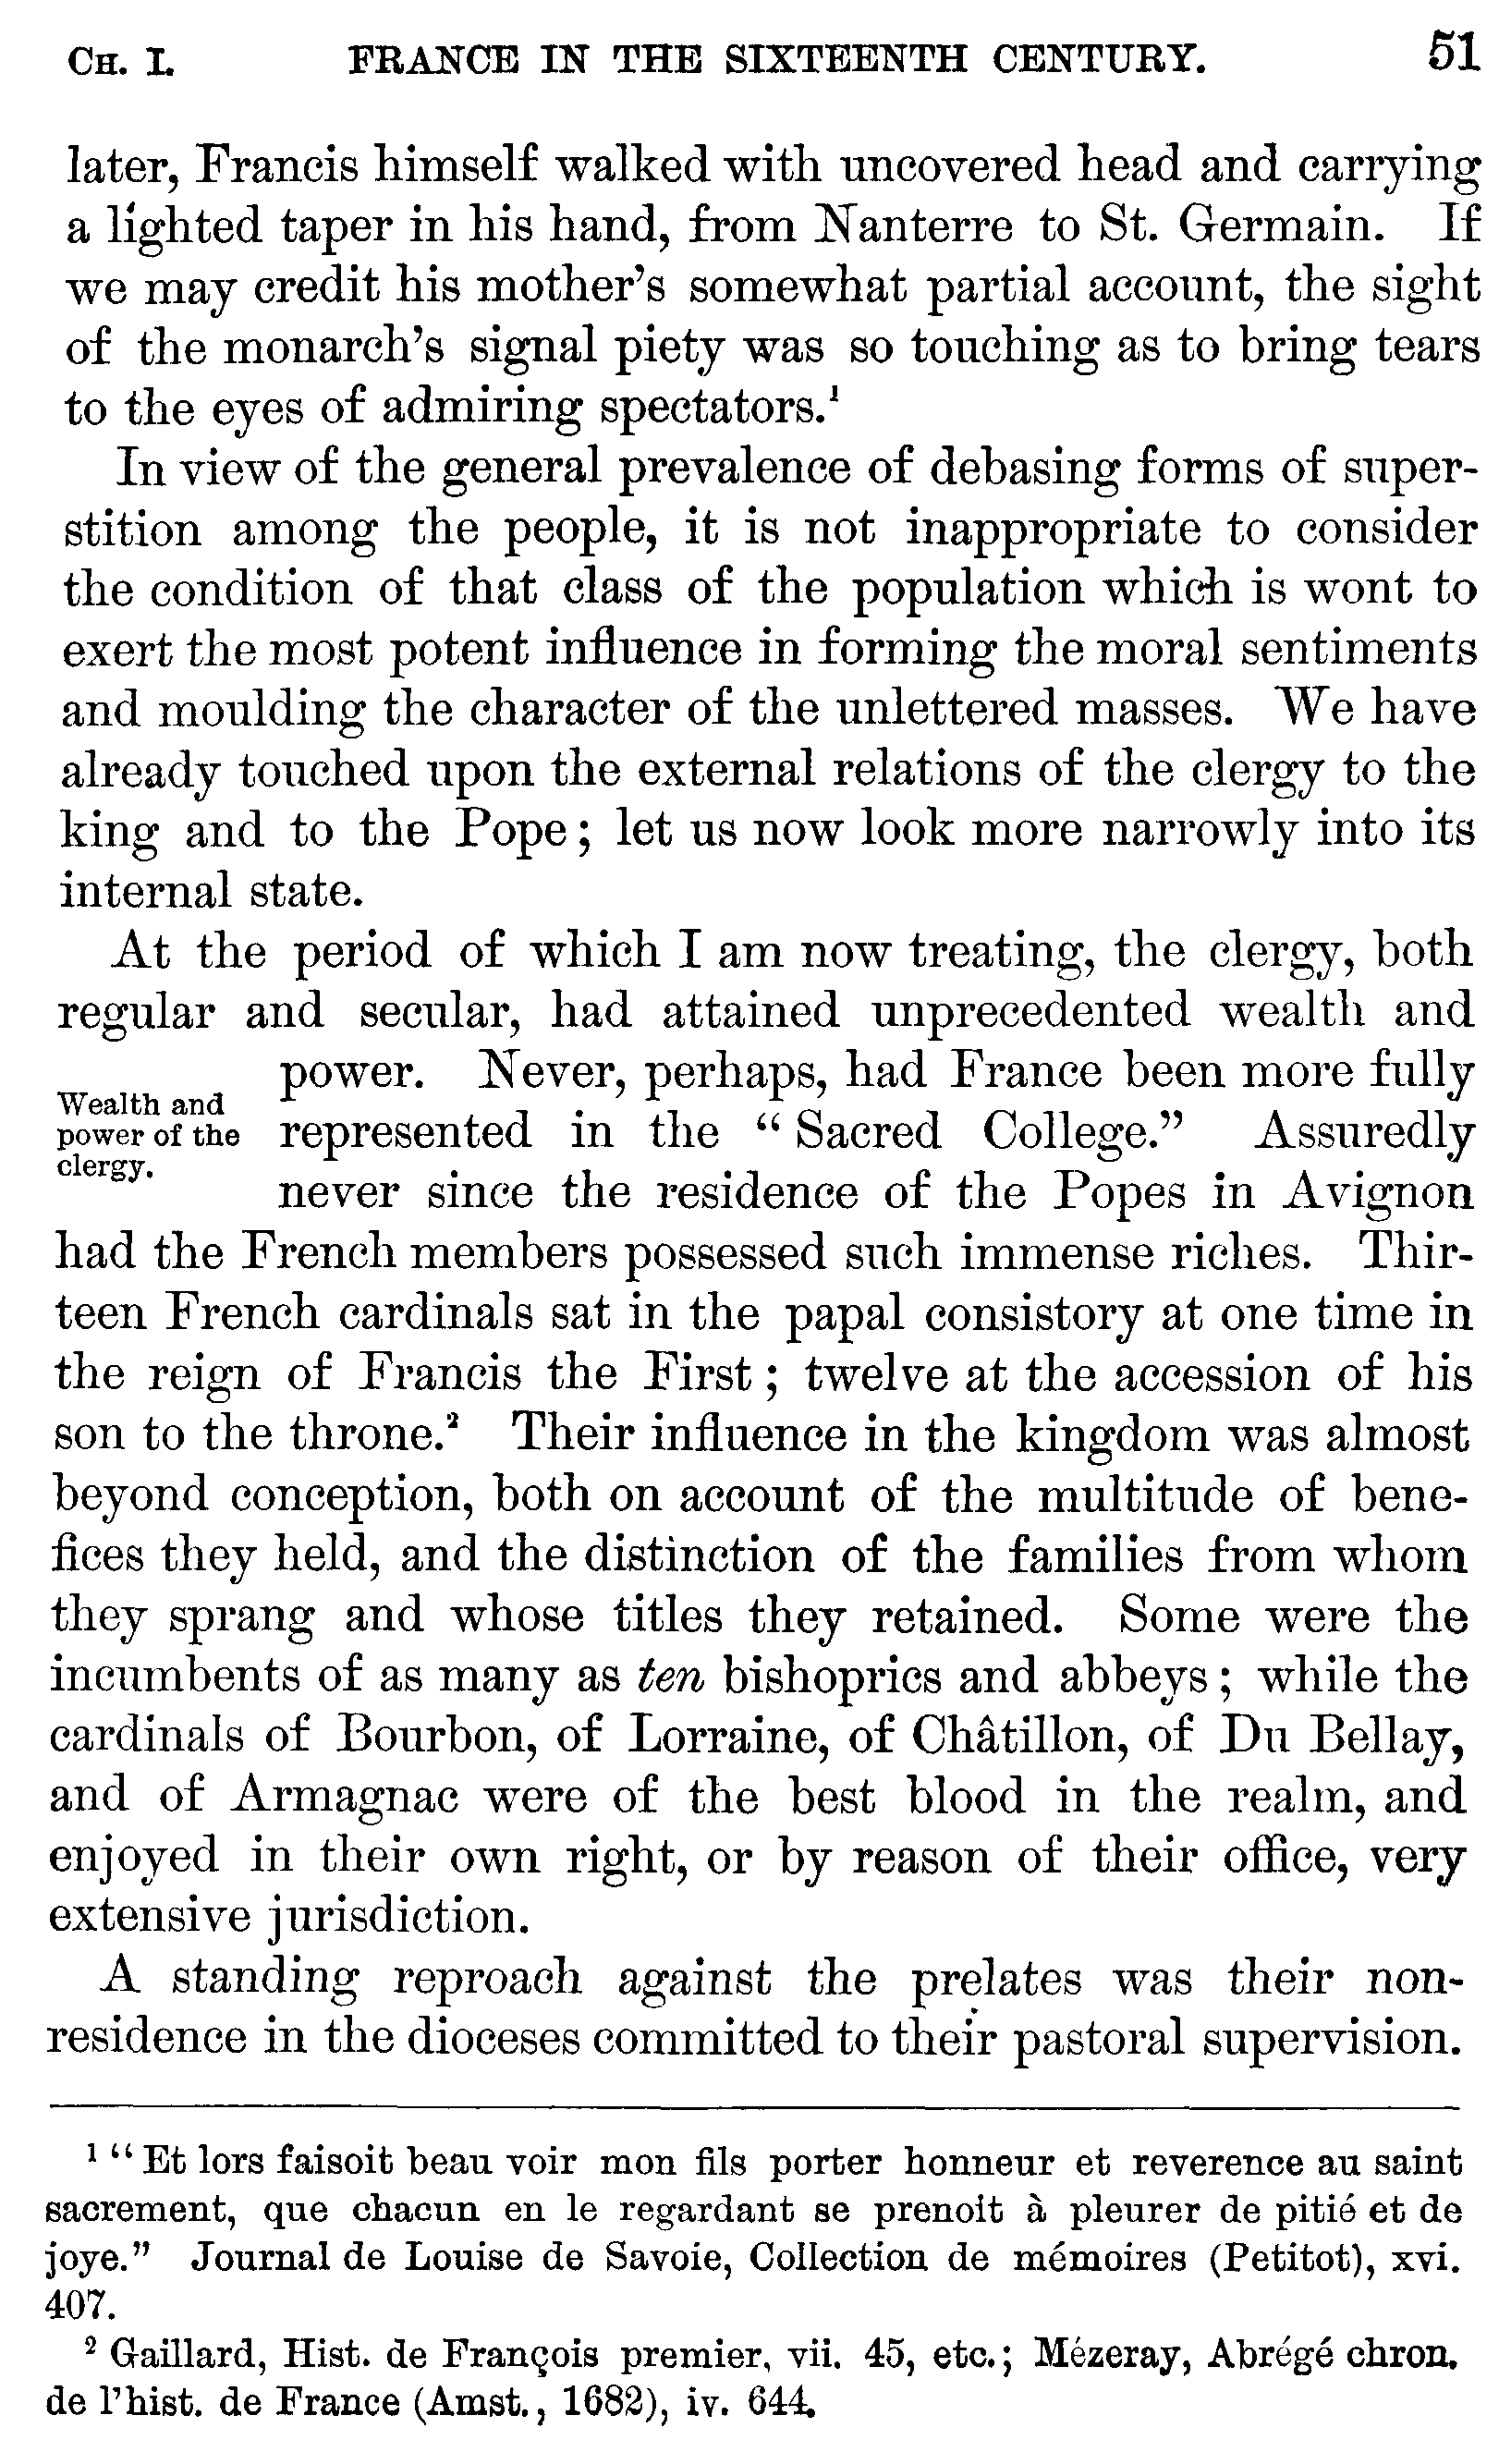 CH. I. FRANCE IN THE SIXTEENTH CENTURY. 51
later, Francis himself walked with uncovered head and carrying
a lighted taper in his hand, from Nanterre to St. Germain. If
we may credit his mother's somewhat partial account, the sight
of the monarch's signal piety was so touching as to bring tears
to the eyes of admiring spectators.¹
In view of the general prevalence of debasing forms of super-
stition among the people, it is not inappropriate to consider
the condition of that class of the population which is wont to
exert the most potent influence in forming the moral sentiments
and moulding the character of the unlettered masses. We have
already touched upon the external relations of the clergy to the
king and to the Pope; let us now look more narrowly into its
internal state.
At the period of which I am now treating, the clergy, both
regular and secular, had attained unprecedented wealth and
Wealth and
power of the
clergy.
power. Never, perhaps, had France been more fully
represented in the "Sacred College." Assuredly
never since the residence of the Popes in Avignon
had the French members possessed such immense riches. Thir-
teen French cardinals sat in the papal consistory at one time in
the reign of Francis the First; twelve at the accession of his
son to the throne.² Their influence in the kingdom was almost
beyond conception, both on account of the multitude of bene-
fices they held, and the distinction of the families from whom
they sprang and whose titles they retained. Some were the
incumbents of as many as ten bishoprics and abbeys; while the
cardinals of Bourbon, of Lorraine, of Châtillon, of Du Bellay,
and of Armagnac were of the best blood in the realm, and
enjoyed in their own right, or by reason of their office, very
extensive jurisdiction.
A standing reproach against the prelates was their non-
residence in the dioceses committed to their pastoral supervision.
¹ "Et lors faisoit beau voir mon fils porter honneur et reverence au saint
sacrement, que chacun en le regardant se prenoit à pleurer de pitié et de
joye." Journal de Louise de Savoie, Collection de mémoires (Petitot), xvi.
407.
² Gaillard, Hist. de François premier, vii. 45, etc.; Mézeray, Abrégé chron.
de l'hist. de France (Amst., 1682), iv. 644.